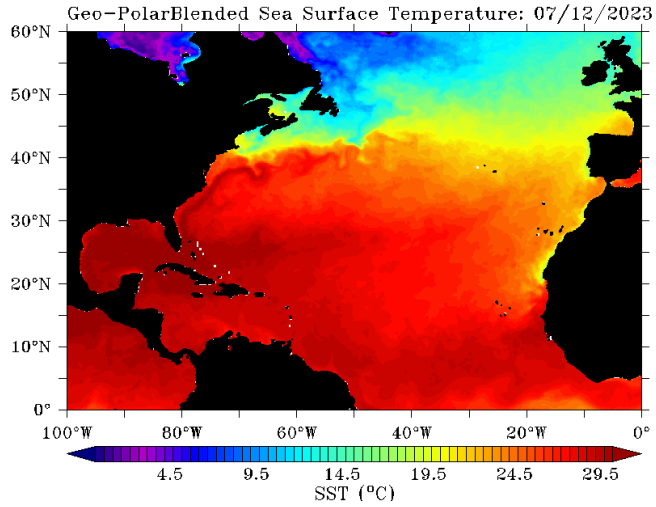 Geo-PolarBlended Sea Surface Temperature: 07/12/2023
60°N
50°N
40°N
30°N
20°N
10°N
0°
100°W 80°W 60°W 40°W 20°W 0°
4.5 9.5 14.5 19.5 24.5 29.5
SST (°C)